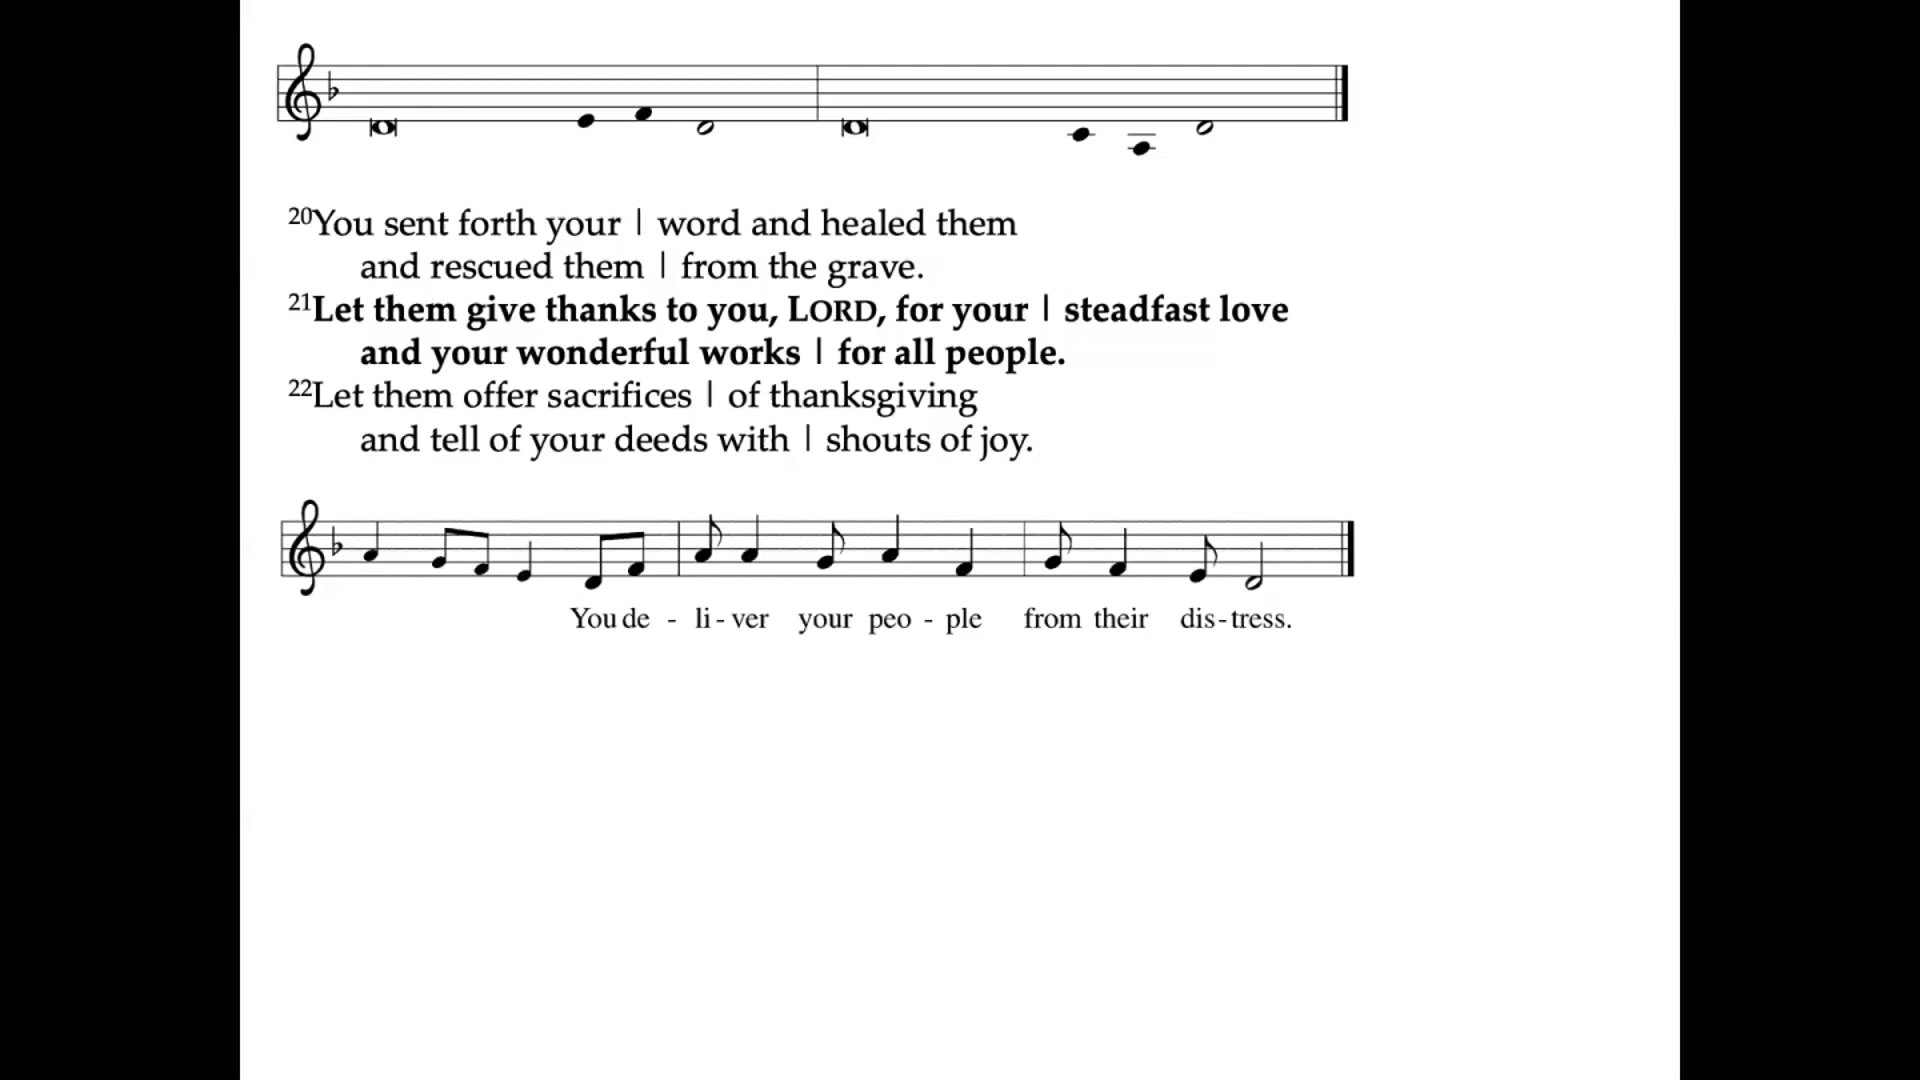 20You sent forth your | word and healed them
and rescued them | from the grave.
21Let them give thanks to you, LORD, for your | steadfast love
and your wonderful works | for all people.
22Let them offer sacrifices | of thanksgiving
and tell of your deeds with | shouts of joy.
You de - li - ver your peo - ple from their dis - tress.